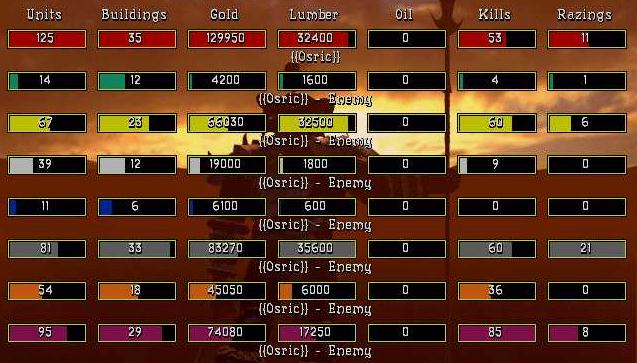 Units Buildings Gold Lumber Oil Kills Razings
125 35 129950 32400 0 53 11
{{Osric}}
14 12 4200 1600 0 4 1
{{Osric}} - Enemy
67 23 66030 32500 0 60 6
{{Osric}} - Enemy
39 12 19000 1800 0 9 0
{{Osric}} - Enemy
11 6 6100 600 0 0 0
{{Osric}} - Enemy
81 33 83270 35600 0 60 21
{{Osric}} - Enemy
54 18 45050 6000 0 36 0
{{Osric}} - Enemy
95 29 74080 17250 0 85 8
{{Osric}} - Enemy